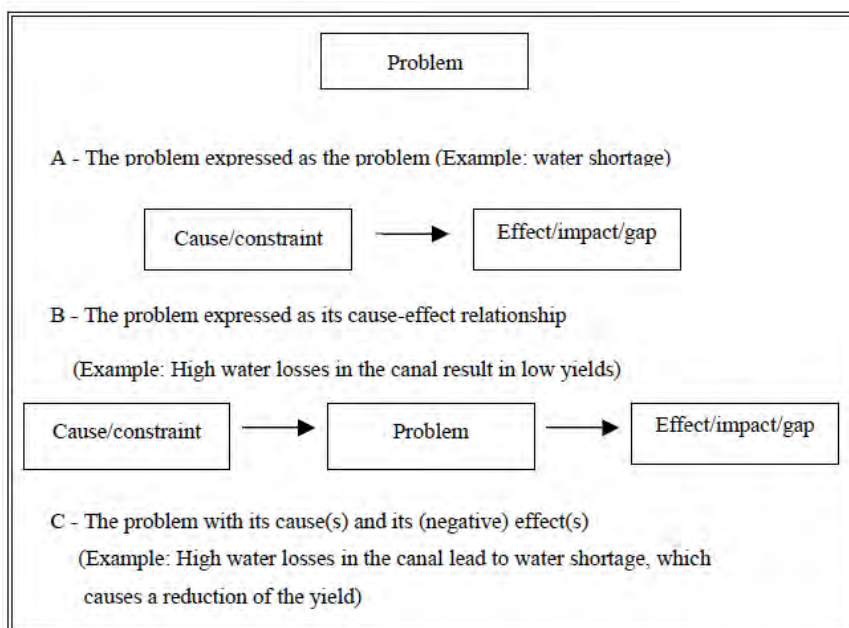 Problem
A - The problem expressed as the problem (Example: water shortage)
Cause/constraint
Effect/impact/gap
B - The problem expressed as its cause-effect relationship
(Example: High water losses in the canal result in low yields)
Cause/constraint
Problem
Effect/impact/gap
C - The problem with its cause(s) and its (negative) effect(s)
(Example: High water losses in the canal lead to water shortage, which
causes a reduction of the yield)